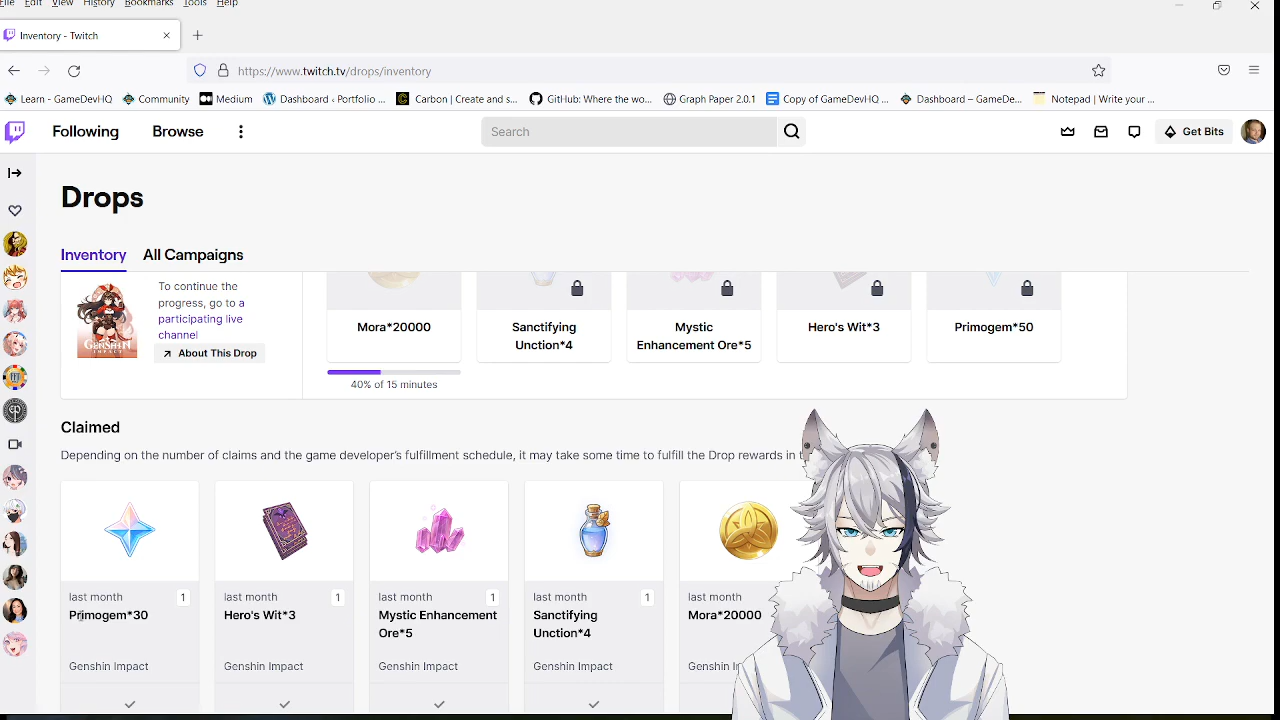 File Edit View History Bookmarks Tools Help
Inventory - Twitch
https://www.twitch.tv/drops/inventory
Learn - GameDevHQ Community Medium Dashboard ‹ Portfolio ... Carbon | Create and s... GitHub: Where the wo... Graph Paper 2.0.1 Copy of GameDevHQ ... Dashboard – GameDe... Notepad | Write your ...
Following Browse Search Get Bits
Drops
Inventory All Campaigns
To continue the
progress, go to a
participating live
channel
GENSHIN
IMPACT
About This Drop
Mora*20000
Sanctifying
Unction*4
Mystic
Enhancement Ore*5
Hero's Wit*3
Primogem*50
40% of 15 minutes
Claimed
Depending on the number of claims and the game developer's fulfillment schedule, it may take some time to fulfill the Drop rewards in
last month 1
Primogem*30
Genshin Impact
last month 1
Hero's Wit*3
Genshin Impact
last month 1
Mystic Enhancement
Ore*5
Genshin Impact
last month 1
Sanctifying
Unction*4
Genshin Impact
last month
Mora*20000
Genshin